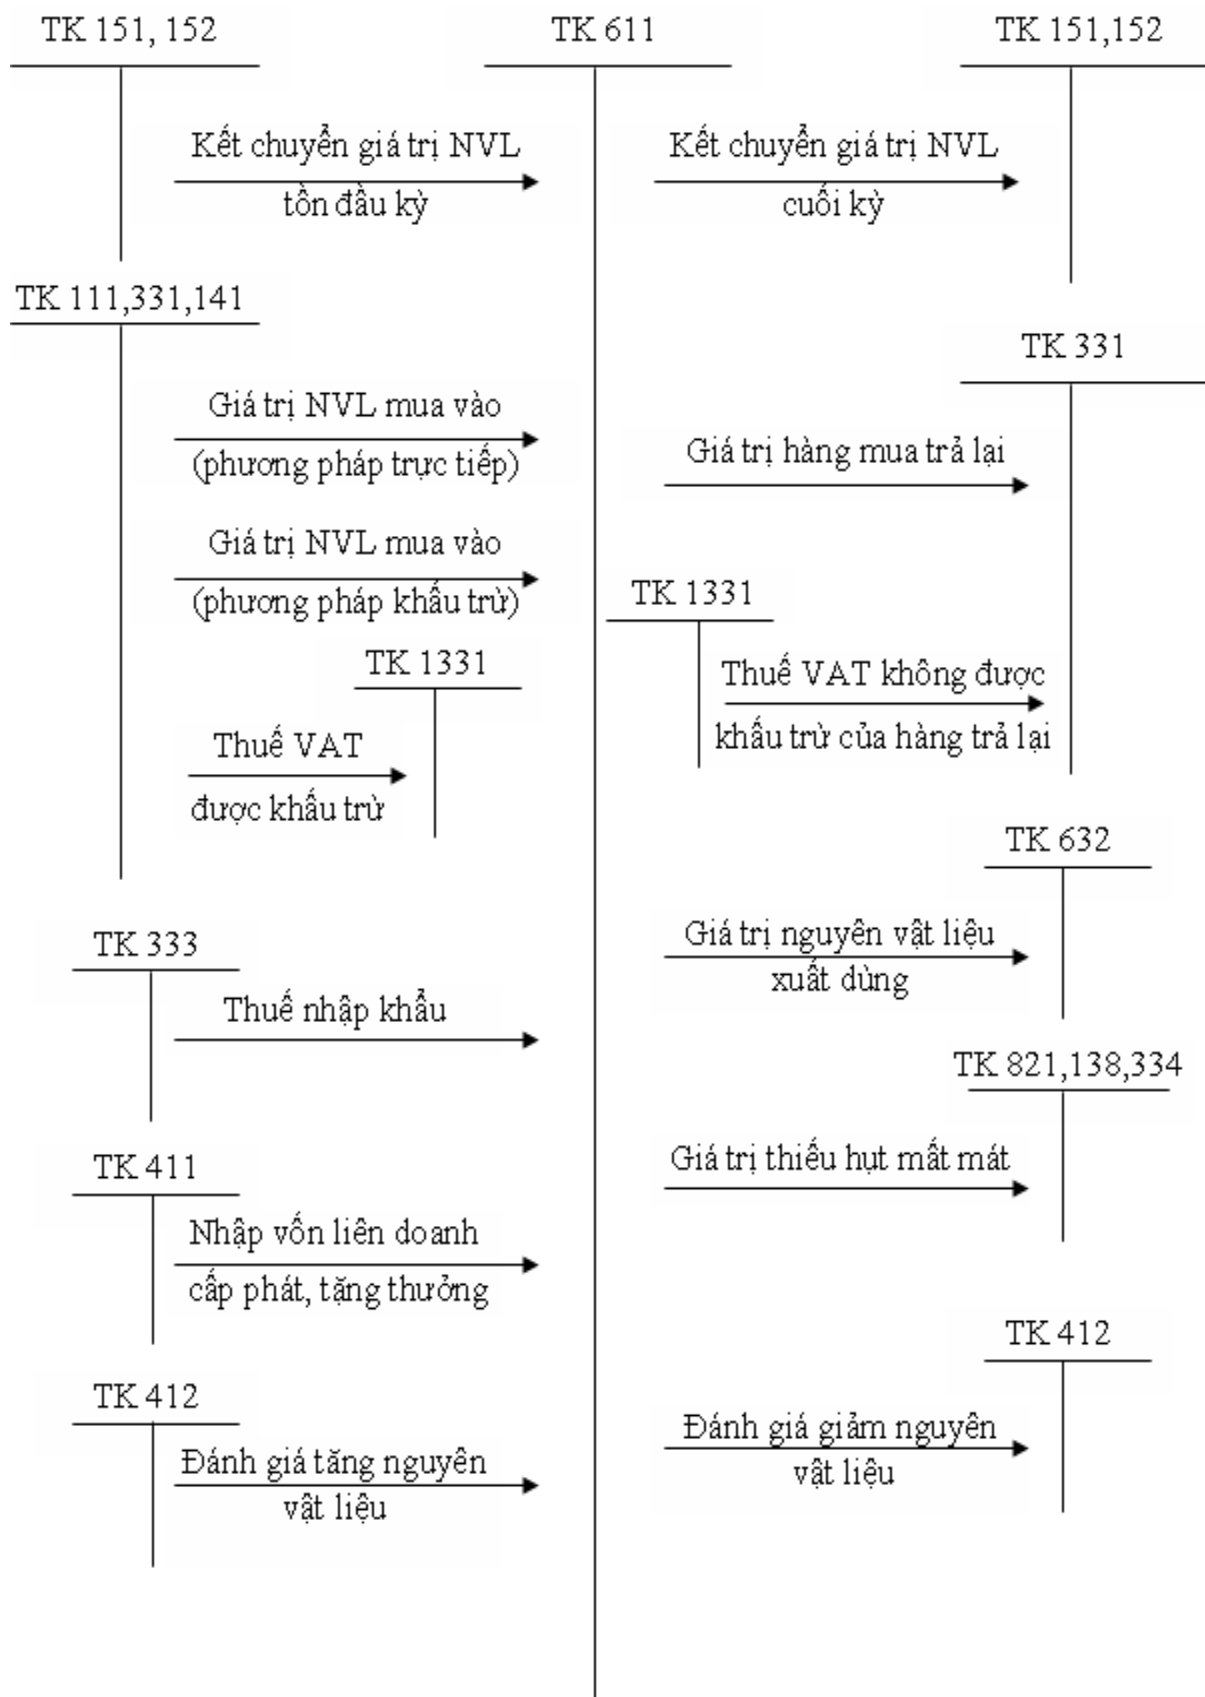 TK 151, 152
TK 611
TK 151,152
Kết chuyển giá trị NVL
tồn đầu kỳ
Kết chuyển giá trị NVL
cuối kỳ
TK 111,331,141
TK 331
Giá trị NVL mua vào
(phương pháp trực tiếp)
Giá trị hàng mua trả lại
Giá trị NVL mua vào
(phương pháp khấu trừ)
TK 1331
TK 1331
Thuế VAT không được
khấu trừ của hàng trả lại
Thuế VAT
được khấu trừ
TK 632
Giá trị nguyên vật liệu
xuất dùng
TK 333
Thuế nhập khẩu
TK 821,138,334
Giá trị thiếu hụt mất mát
TK 411
Nhập vốn liên doanh
cấp phát, tặng thưởng
TK 412
TK 412
Đánh giá giảm nguyên
vật liệu
Đánh giá tăng nguyên
vật liệu